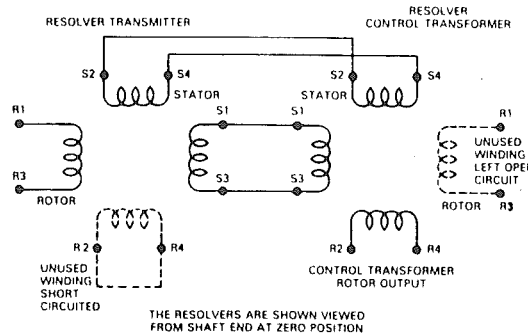 RESOLVER TRANSMITTER
RESOLVER
CONTROL TRANSFORMER
S2 S4
STATOR
S2 S4
STATOR
R1
R3
ROTOR
S1 S1
S3 S3
R1
UNUSED
WINDING
LEFT OPE
CIRCUIT
ROTOR R3
R2 R4
UNUSED
WINDING
SHORT
CIRCUITED
R2 R4
CONTROL TRANSFORMER
ROTOR OUTPUT
THE RESOLVERS ARE SHOWN VIEWED
FROM SHAFT END AT ZERO POSITION